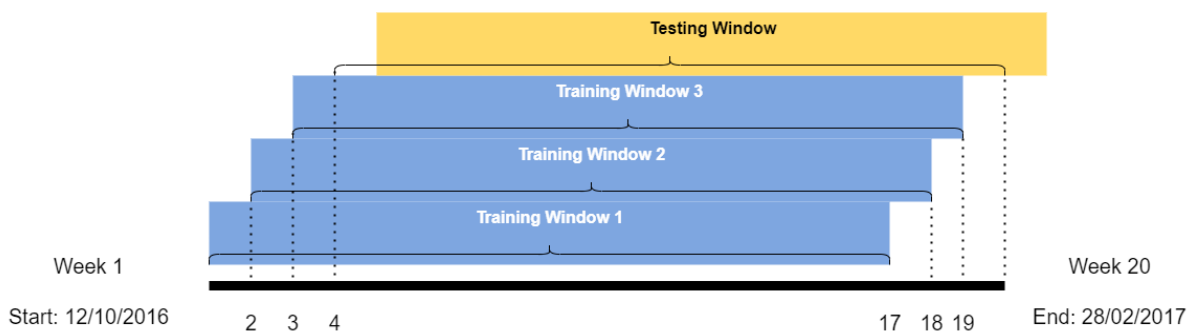 Testing Window
Training Window 3
Training Window 2
Training Window 1
Week 1
Week 20
Start: 12/10/2016
2
3
4
17
18
19
End: 28/02/2017